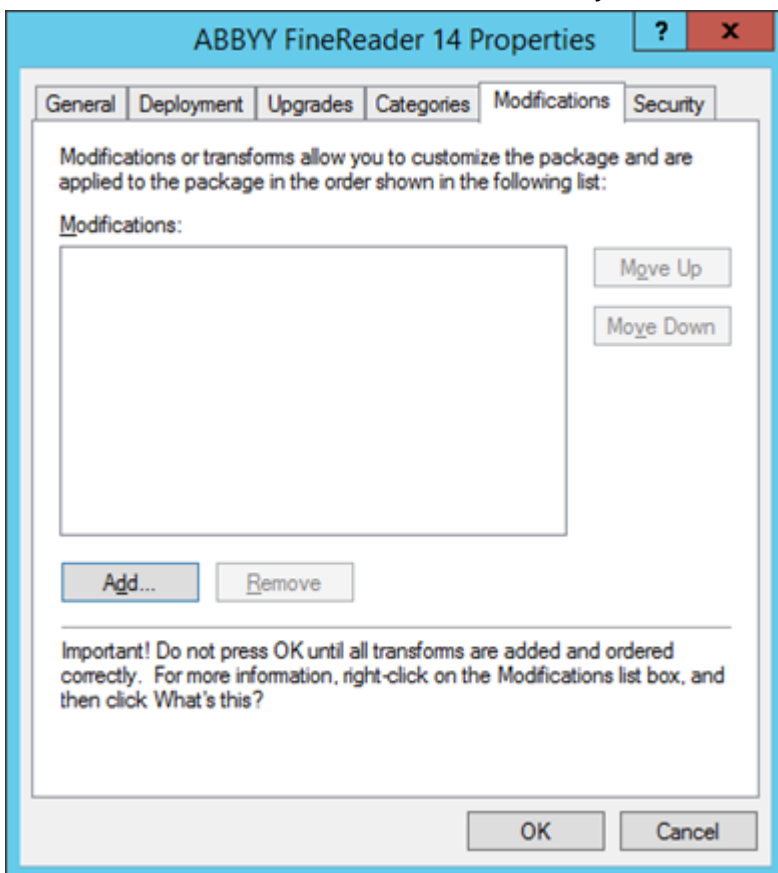 ABBYY FineReader 14 Properties
?
x
General
Deployment
Upgrades
Categories
Modifications
Security
Modifications or transforms allow you to customize the package and are
applied to the package in the order shown in the following list:
Modifications:
Move Up
Move Down
Add...
Remove
Important! Do not press OK until all transforms are added and ordered
correctly. For more information, right-click on the Modifications list box, and
then click What's this?
OK
Cancel